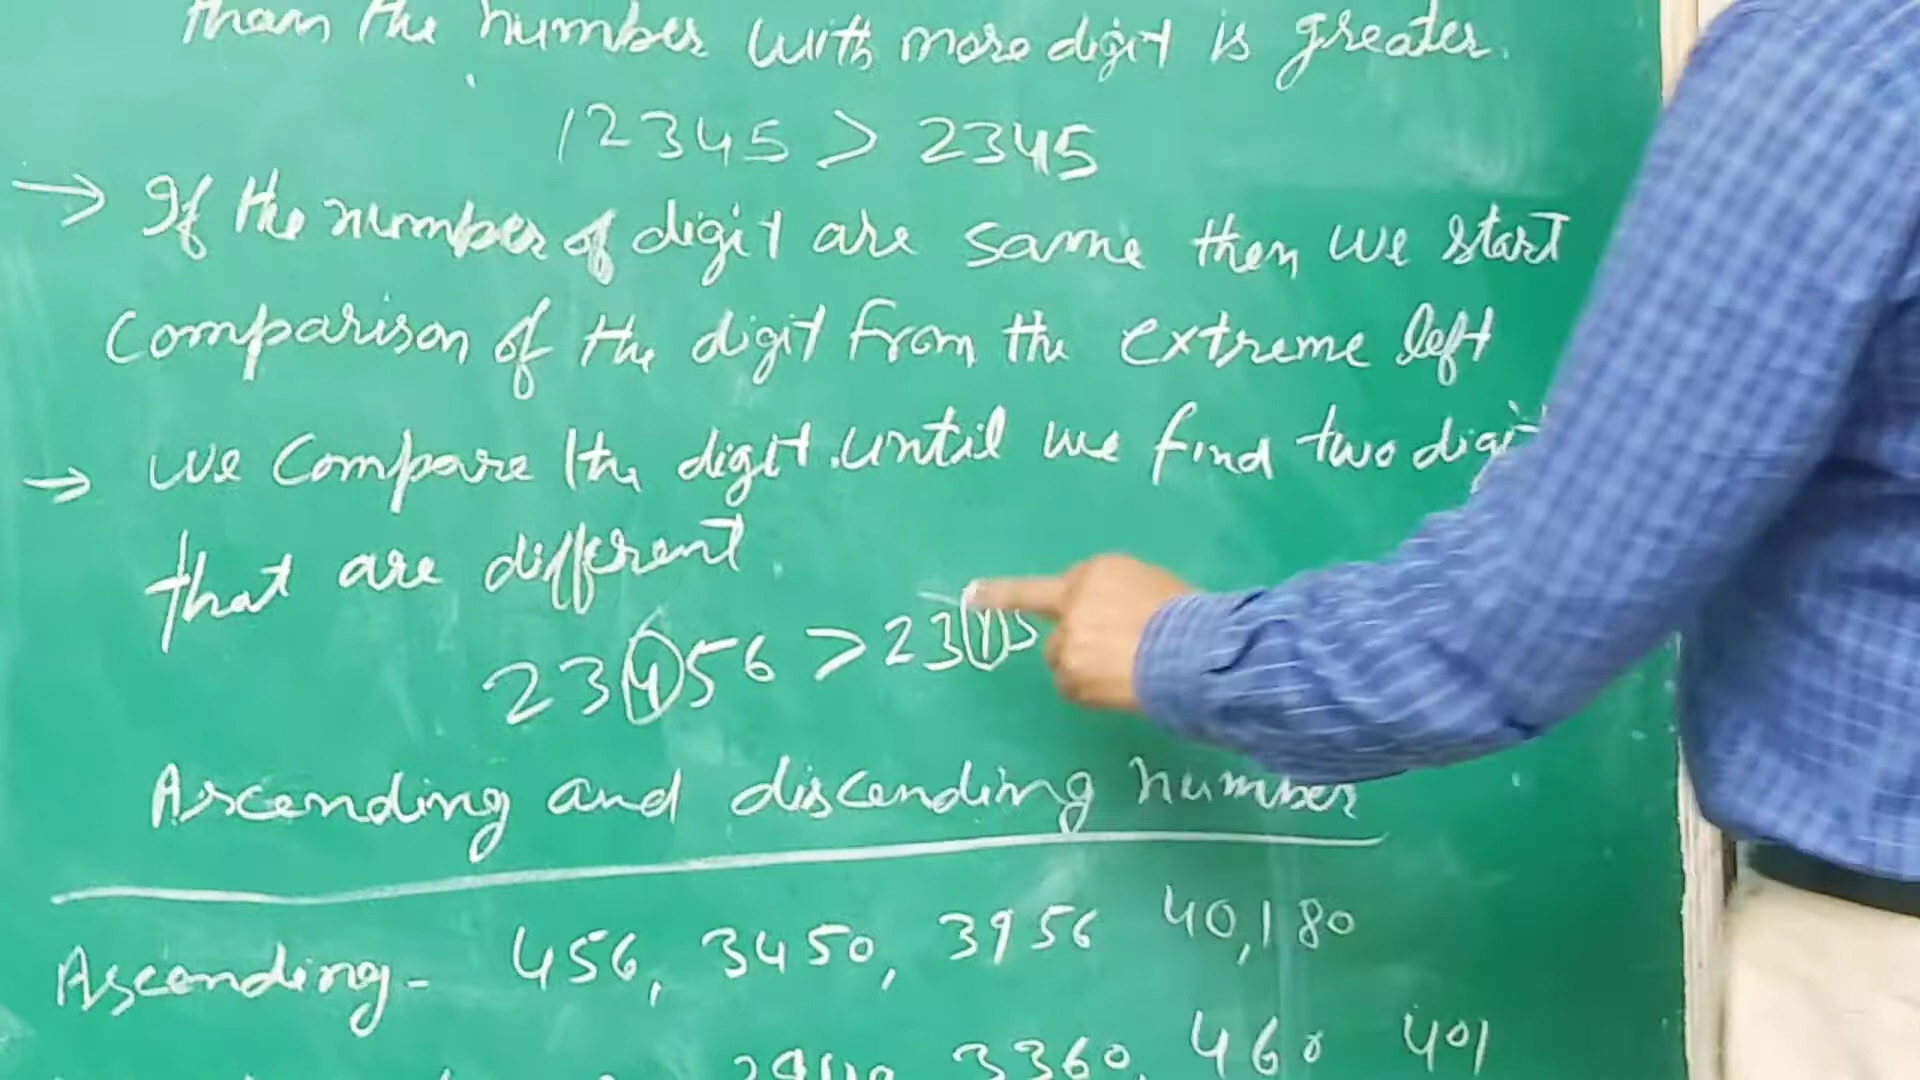 than the number with more digit is greater.
12345 > 2345
→ If the number of digit are same then we start
Comparison of the digit from the extreme left
→ we compare the digit until we find two
that are different
23456 > 231
Ascending and discending number
Ascending - 456, 3450, 3956 40,180
3360, 460 401